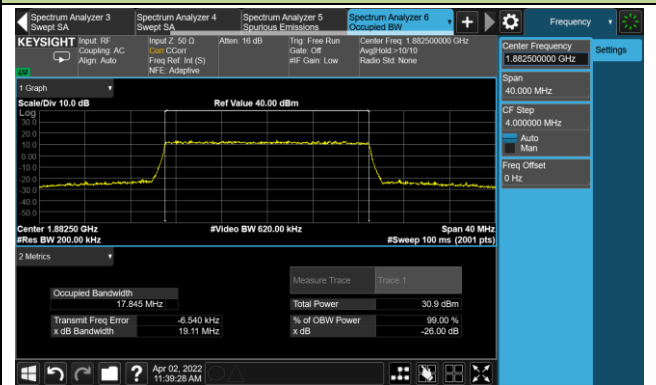 Spectrum Analyzer 3
Swept SA
Spectrum Analyzer 4
Swept SA
Spectrum Analyzer 5
Spurious Emissions
Spectrum Analyzer 6
Occupied BW
Frequency
KEYSIGHT
Input: RF
Coupling: AC
Align: Auto
Input Z: 50 Ω
Corr CCorr
Freq Ref: Int (S)
NFE: Adaptive
Atten: 16 dB
Trig: Free Run
Gate: Off
#IF Gain: Low
Center Freq: 1.882500000 GHz
Avg|Hold:>10/10
Radio Std: None
LXI
Center Frequency
1.882500000 GHz
Settings
Span
40.000 MHz
CF Step
4.000000 MHz
Auto
Man
Freq Offset
0 Hz
1 Graph
Scale/Div 10.0 dB
Ref Value 40.00 dBm
Log
30.0
20.0
10.0
0.00
-10.0
-20.0
-30.0
-40.0
-50.0
Center 1.88250 GHz
#Video BW 620.00 kHz
Span 40 MHz
#Res BW 200.00 kHz
#Sweep 100 ms (2001 pts)
2 Metrics
Measure Trace
Trace 1
Occupied Bandwidth
17.845 MHz
Total Power
30.9 dBm
Transmit Freq Error
-6.540 kHz
% of OBW Power
99.00 %
x dB Bandwidth
19.11 MHz
x dB
-26.00 dB
Apr 02, 2022
11:39:28 AM